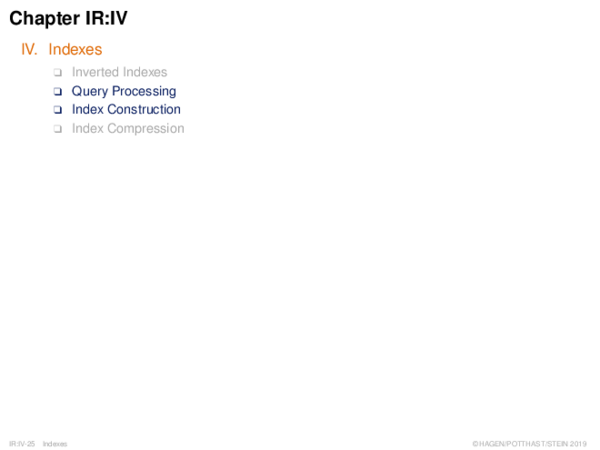 Chapter IR:IV
IV. Indexes
❑ Inverted Indexes
❑ Query Processing
❑ Index Construction
❑ Index Compression
IR:IV-25 Indexes
©HAGEN/POTTHAST/STEIN 2019